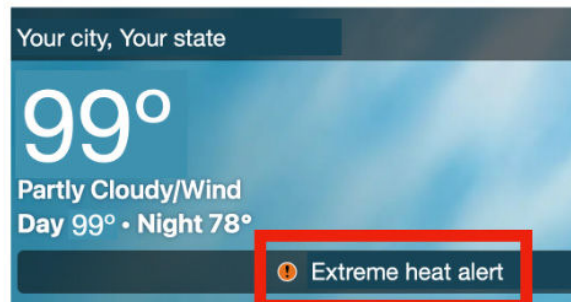 Your city, Your state
99°
Partly Cloudy/Wind
Day 99° • Night 78°
Extreme heat alert